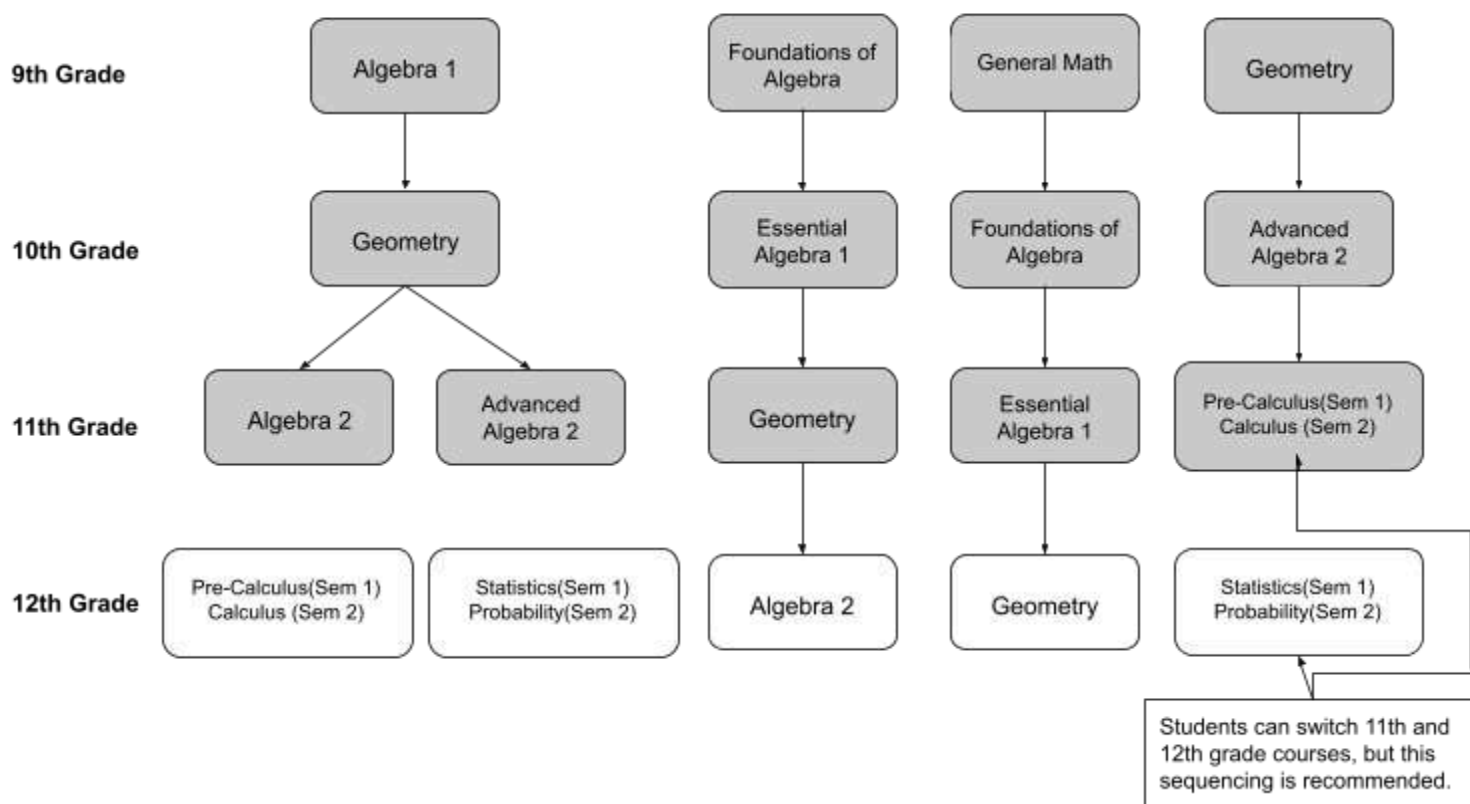 9th Grade
Algebra 1
Foundations of
Algebra
General Math
Geometry
10th Grade
Geometry
Essential
Algebra 1
Foundations of
Algebra
Advanced
Algebra 2
11th Grade
Algebra 2
Advanced
Algebra 2
Geometry
Essential
Algebra 1
Pre-Calculus(Sem 1)
Calculus (Sem 2)
12th Grade
Pre-Calculus(Sem 1)
Calculus (Sem 2)
Statistics(Sem 1)
Probability(Sem 2)
Algebra 2
Geometry
Statistics(Sem 1)
Probability(Sem 2)
Students can switch 11th and
12th grade courses, but this
sequencing is recommended.